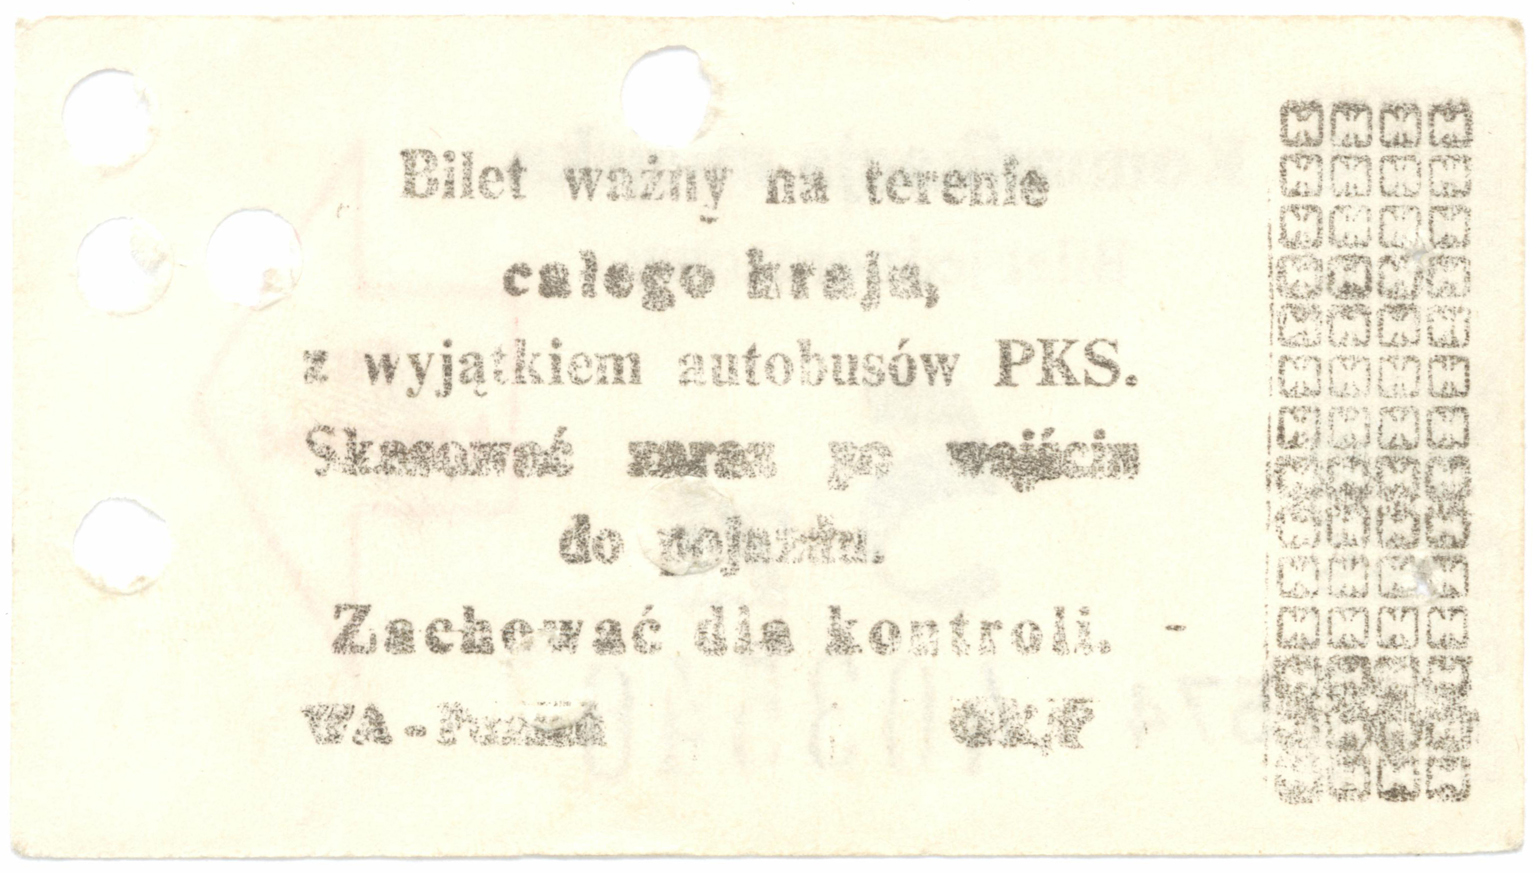 Bilet ważny na terenie
całego kraju,
z wyjątkiem autobusów PKS.
Skasować zaraz po wejściu
do pojazdu.
Zachować dla kontroli. -
WA-